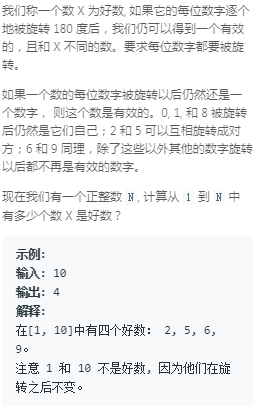 我们称一个数 X 为好数, 如果它的每位数字逐个
地被旋转 180 度后，我们仍可以得到一个有效
的，且和 X 不同的数。要求每位数字都要被旋
转。
如果一个数的每位数字被旋转以后仍然还是一
个数字， 则这个数是有效的。0, 1, 和 8 被旋转
后仍然是它们自己；2 和 5 可以互相旋转成对
方；6 和 9 同理，除了这些以外其他的数字旋转
以后都不再是有效的数字。
现在我们有一个正整数 N, 计算从 1 到 N 中
有多少个数 X 是好数？
示例:
输入: 10
输出: 4
解释:
在[1, 10]中有四个好数： 2, 5, 6,
9。
注意 1 和 10 不是好数, 因为他们在旋
转之后不变。